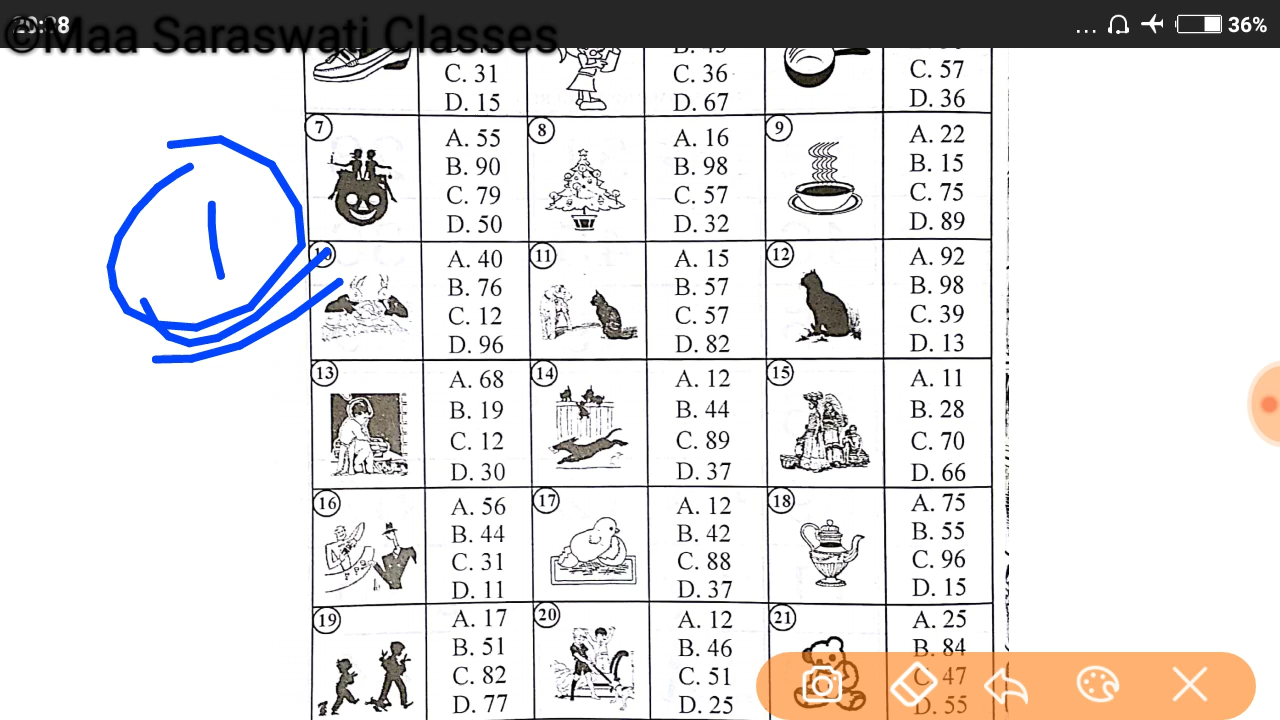 20:28
... 36%
©Maa Saraswati Classes
C. 31
D. 15
C. 36
D. 67
C. 57
D. 36
7
A. 55
B. 90
C. 79
D. 50
8
A. 16
B. 98
C. 57
D. 32
9
A. 22
B. 15
C. 75
D. 89
1
10
A. 40
B. 76
C. 12
D. 96
11
A. 15
B. 57
C. 57
D. 82
12
A. 92
B. 98
C. 39
D. 13
13
A. 68
B. 19
C. 12
D. 30
14
A. 12
B. 44
C. 89
D. 37
15
A. 11
B. 28
C. 70
D. 66
16
A. 56
B. 44
C. 31
D. 11
17
A. 12
B. 42
C. 88
D. 37
18
A. 75
B. 55
C. 96
D. 15
19
A. 17
B. 51
C. 82
D. 77
20
A. 12
B. 46
C. 51
D. 25
21
A. 25
B. 84
C. 47
D. 55